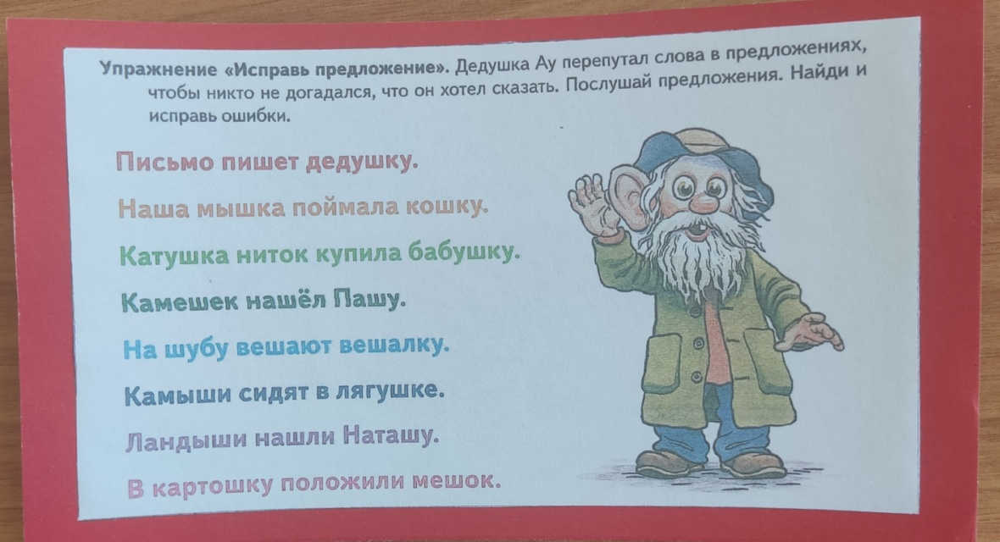 Упражнение «Исправь предложение». Дедушка Ау перепутал слова в предложениях,
чтобы никто не догадался, что он хотел сказать. Послушай предложения. Найди и
исправь ошибки.
Письмо пишет дедушку.
Наша мышка поймала кошку.
Катушка ниток купила бабушку.
Камешек нашёл Пашу.
На шубу вешают вешалку.
Камыши сидят в лягушке.
Ландыши нашли Наташу.
В картошку положили мешок.